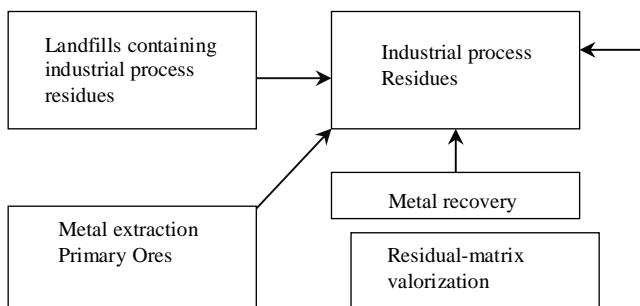 Landfills containing
industrial process
residues
Industrial process
Residues
Metal extraction
Primary Ores
Metal recovery
Residual-matrix
valorization